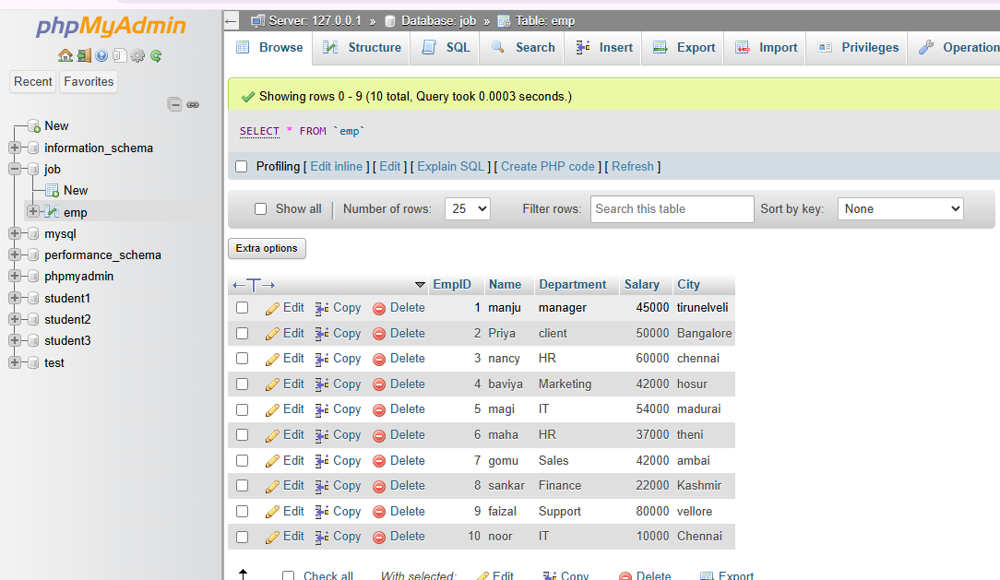 phpMyAdmin
Recent Favorites
New
information_schema
job
New
emp
mysql
performance_schema
phpmyadmin
student1
student2
student3
test
Server: 127.0.0.1 » Database: job » Table: emp
Browse Structure SQL Search Insert Export Import Privileges Operation
Showing rows 0 - 9 (10 total, Query took 0.0003 seconds.)
SELECT * FROM `emp`
Profiling [ Edit inline ] [ Edit ] [ Explain SQL ] [ Create PHP code ] [ Refresh ]
Show all Number of rows: 25 Filter rows: Search this table Sort by key: None
Extra options
←T→ EmpID Name Department Salary City
Edit Copy Delete 1 manju manager 45000 tirunelveli
Edit Copy Delete 2 Priya client 50000 Bangalore
Edit Copy Delete 3 nancy HR 60000 chennai
Edit Copy Delete 4 baviya Marketing 42000 hosur
Edit Copy Delete 5 magi IT 54000 madurai
Edit Copy Delete 6 maha HR 37000 theni
Edit Copy Delete 7 gomu Sales 42000 ambai
Edit Copy Delete 8 sankar Finance 22000 Kashmir
Edit Copy Delete 9 faizal Support 80000 vellore
Edit Copy Delete 10 noor IT 10000 Chennai
Check all With selected: Edit Copy Delete Export